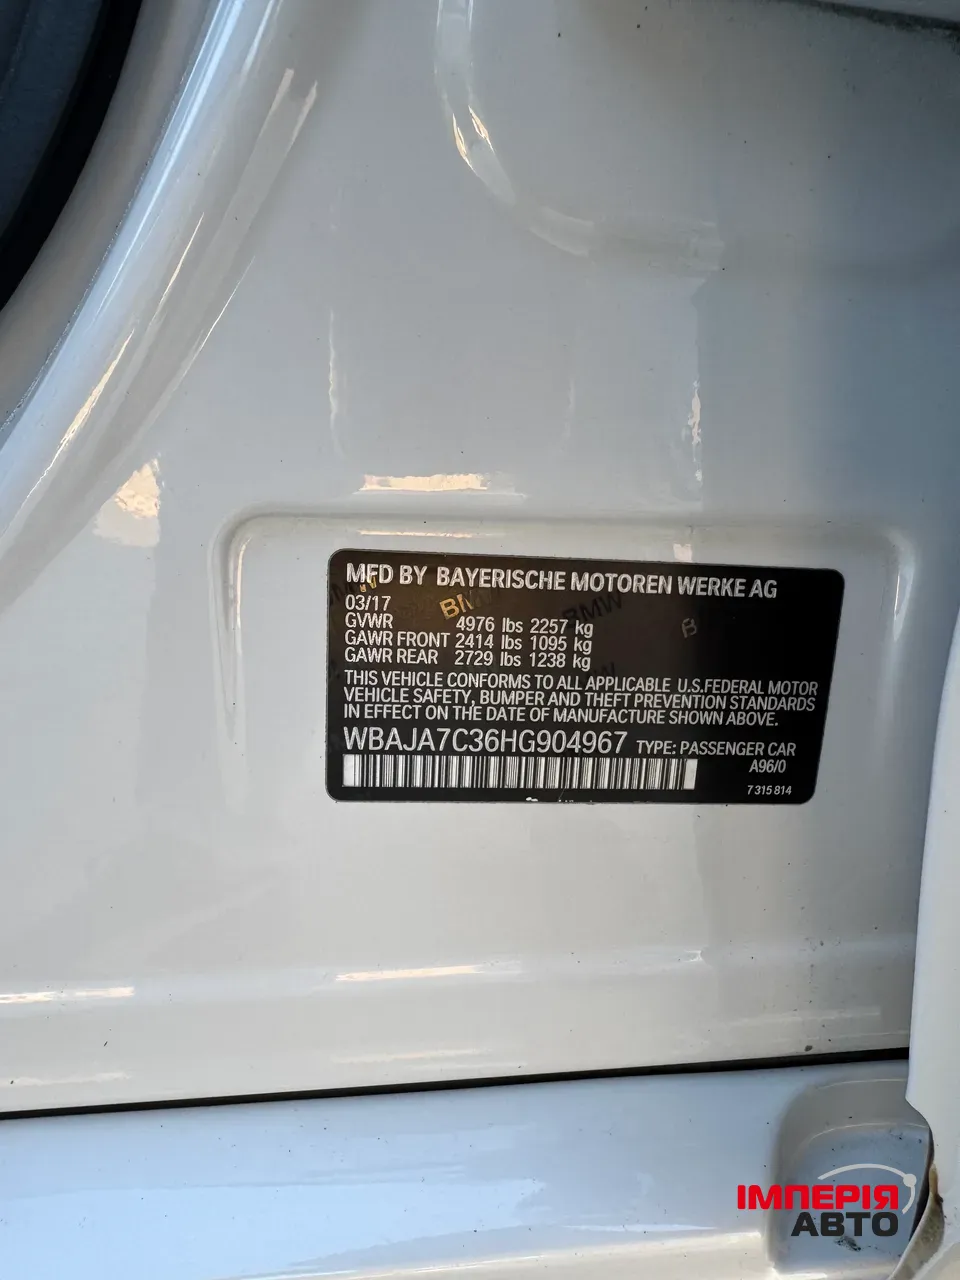 MFD BY BAYERISCHE MOTOREN WERKE AG
03/17
GVWR 4976 lbs 2257 kg
GAWR FRONT 2414 lbs 1095 kg
GAWR REAR 2729 lbs 1238 kg
THIS VEHICLE CONFORMS TO ALL APPLICABLE U.S.FEDERAL MOTOR
VEHICLE SAFETY, BUMPER AND THEFT PREVENTION STANDARDS
IN EFFECT ON THE DATE OF MANUFACTURE SHOWN ABOVE.
WBAJA7C36HG904967 TYPE: PASSENGER CAR
A96/0
7 315 814
BMW
ІМПЕРІЯ
АВТО